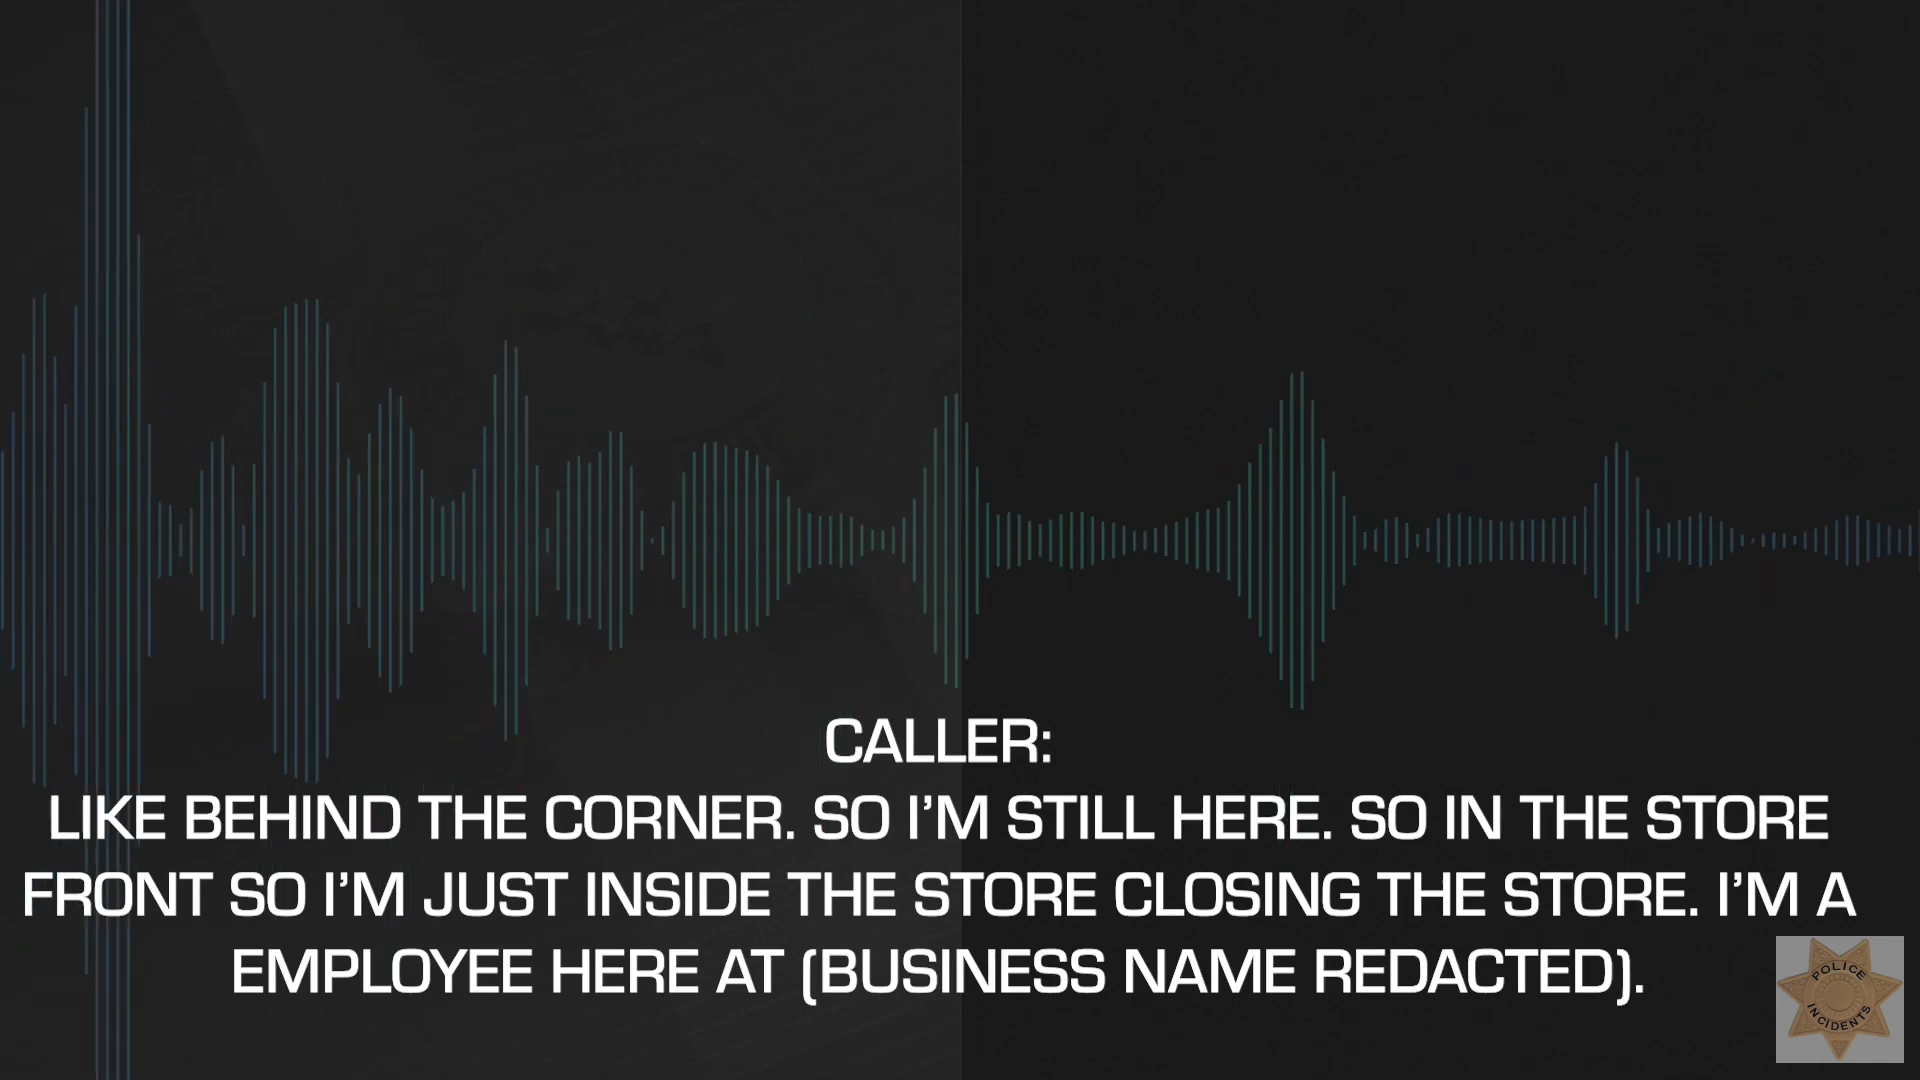 CALLER:
LIKE BEHIND THE CORNER. SO I'M STILL HERE. SO IN THE STORE
FRONT SO I'M JUST INSIDE THE STORE CLOSING THE STORE. I'M A
EMPLOYEE HERE AT (BUSINESS NAME REDACTED).
POLICE
INCIDENTS